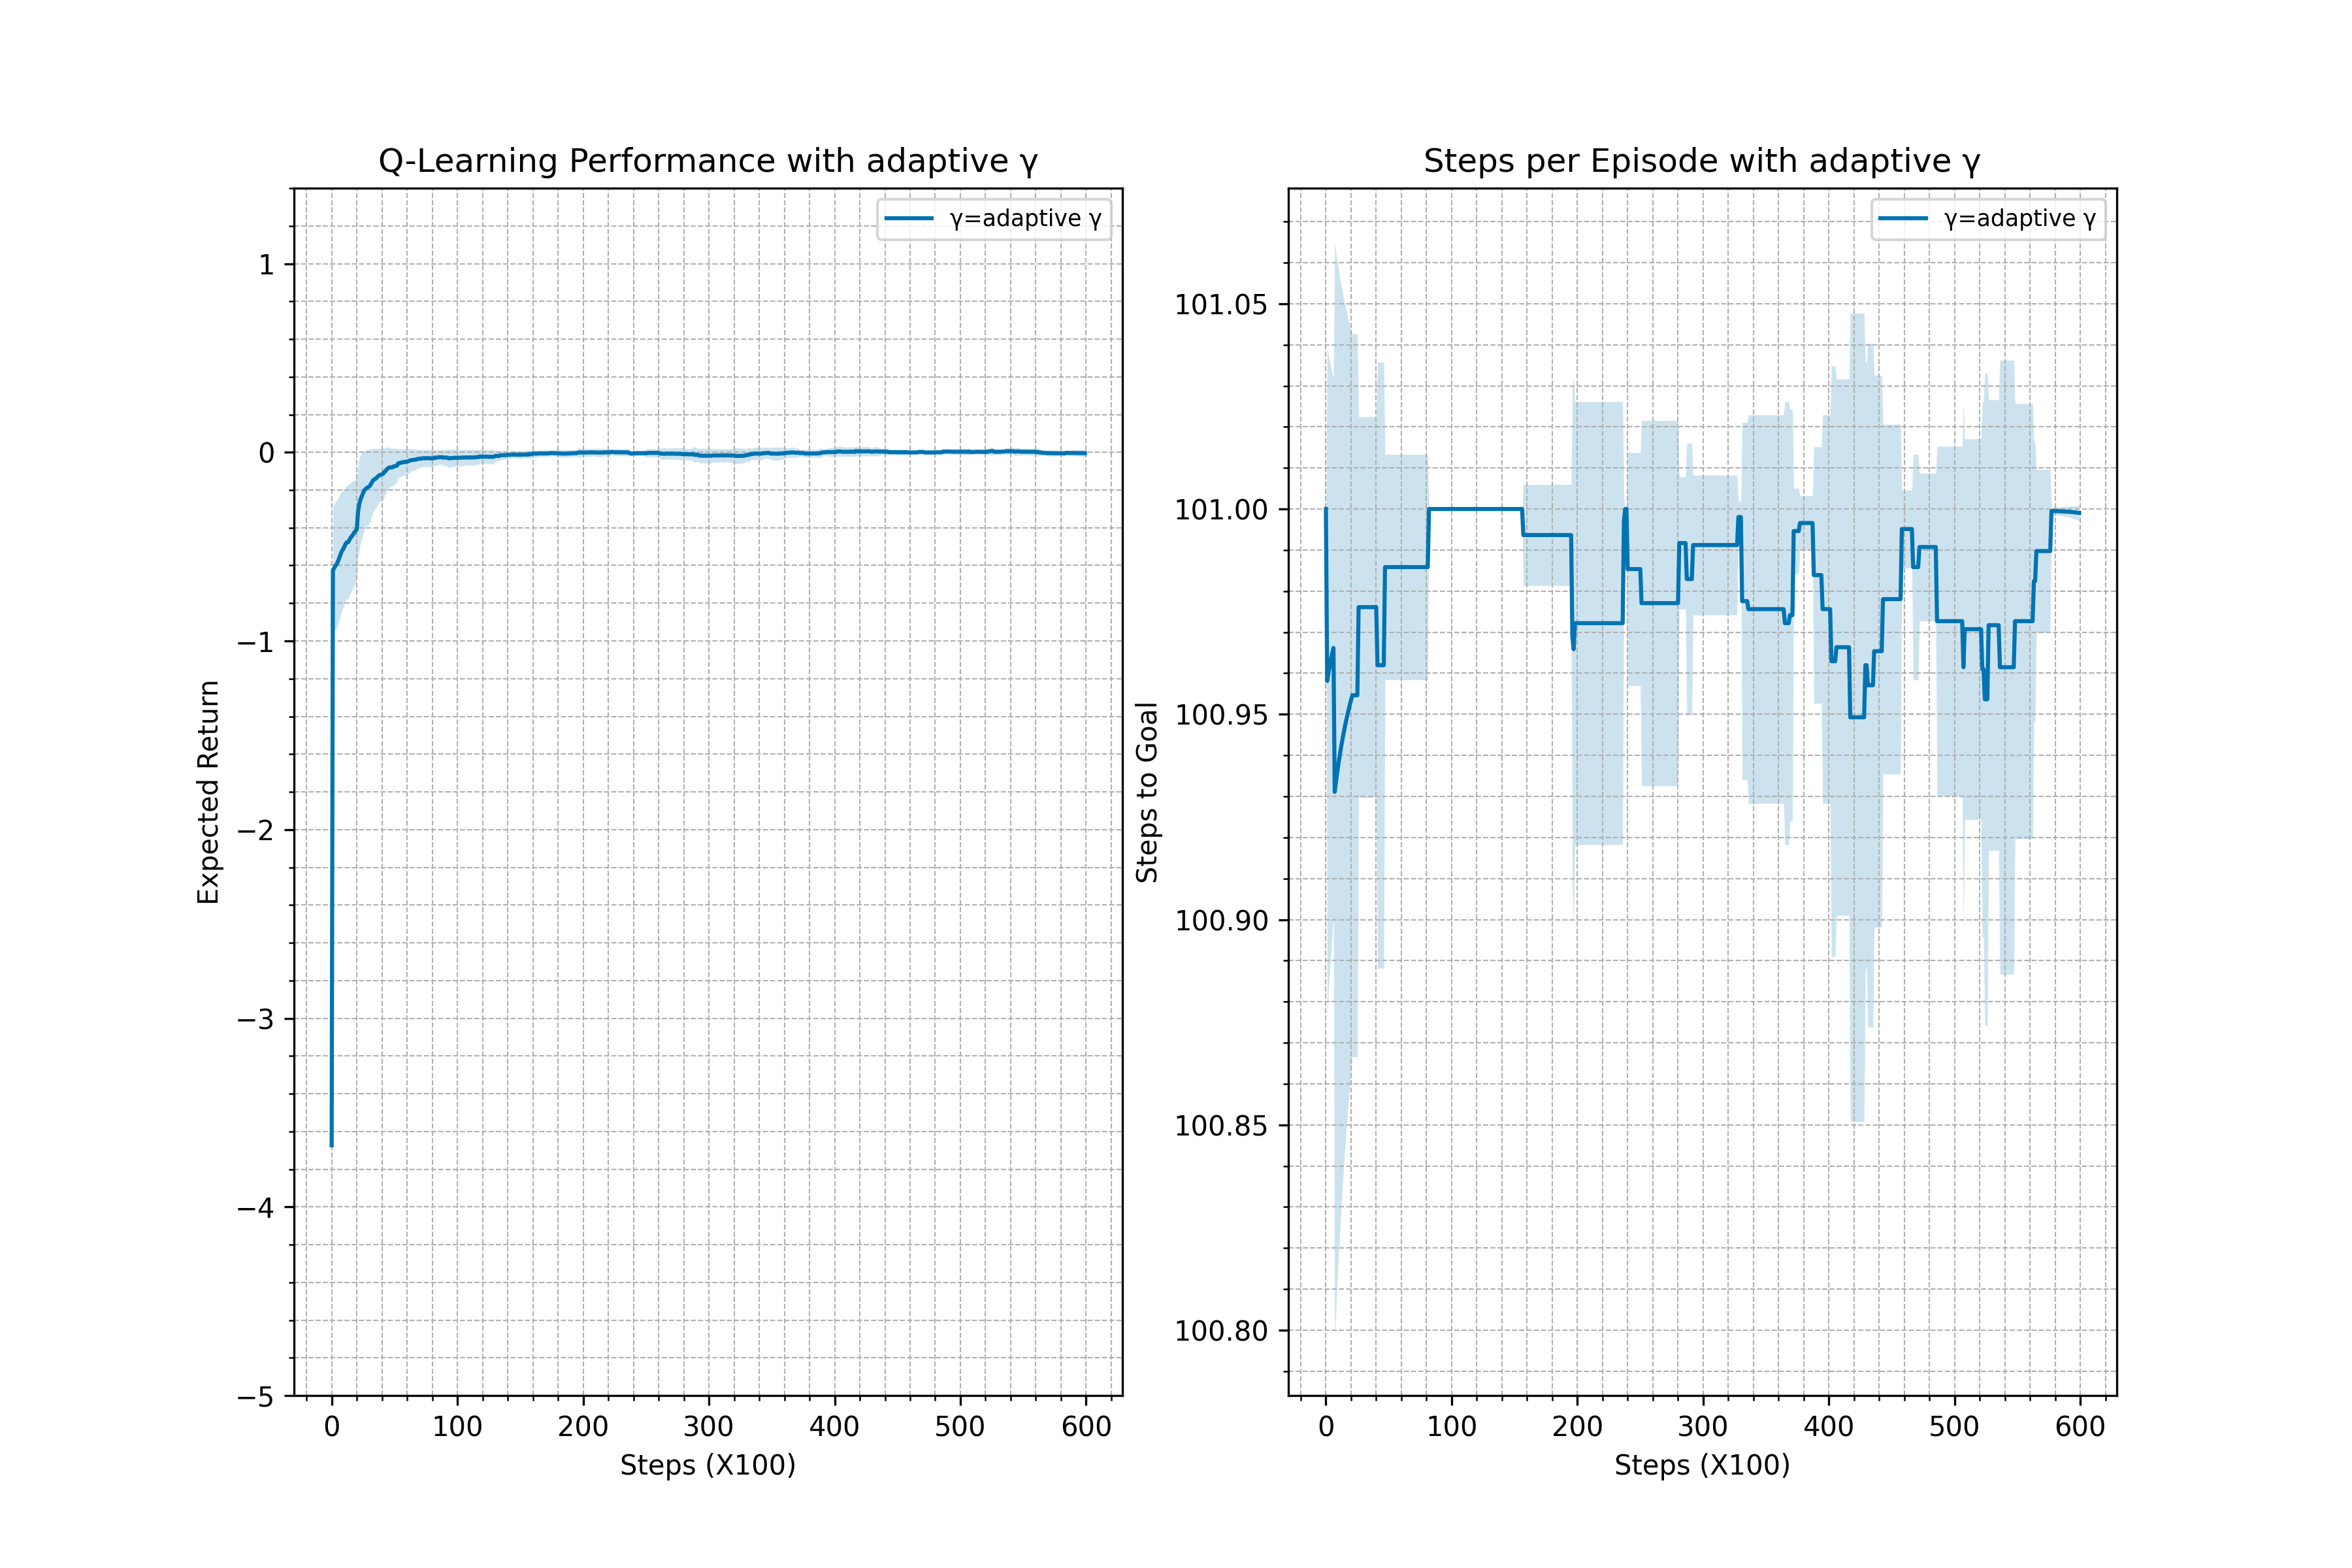 Q-Learning Performance with adaptive γ
γ=adaptive γ
1
0
−1
−2
−3
−4
−5
Expected Return
0 100 200 300 400 500 600
Steps (X100)
Steps per Episode with adaptive γ
γ=adaptive γ
101.05
101.00
100.95
100.90
100.85
100.80
Steps to Goal
0 100 200 300 400 500 600
Steps (X100)